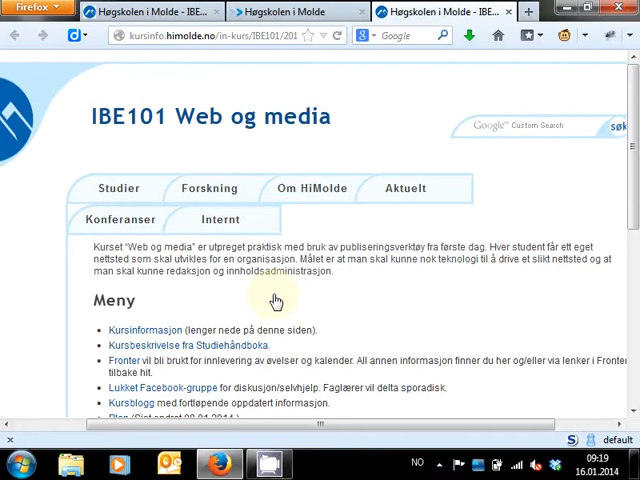 Firefox
Høgskolen i Molde - IBE...
Høgskolen i Molde
Høgskolen i Molde - IBE...
kursinfo.himolde.no/in-kurs/IBE101/201
Google
IBE101 Web og media
Google™ Custom Search
søk
Studier
Forskning
Om HiMolde
Aktuelt
Konferanser
Internt
Kurset "Web og media" er utpreget praktisk med bruk av publiseringsverktøy fra første dag. Hver student får ett eget
nettsted som skal utvikles for en organisasjon. Målet er at man skal kunne nok teknologi til å drive et slikt nettsted og at
man skal kunne redaksjon og innholdsadministrasjon.
Meny
Kursinformasjon (lenger nede på denne siden).
Kursbeskrivelse fra Studiehåndboka.
Fronter vil bli brukt for innlevering av øvelser og kalender. All annen informasjon finner du her og/eller via lenker i Fronter
tilbake hit.
Lukket Facebook-gruppe for diskusjon/selvhjelp. Faglærer vil delta sporadisk.
Kursblogg med fortløpende oppdatert informasjon.
Plan (Sist endret 08.01.2014.)
default
NO
09:19
16.01.2014